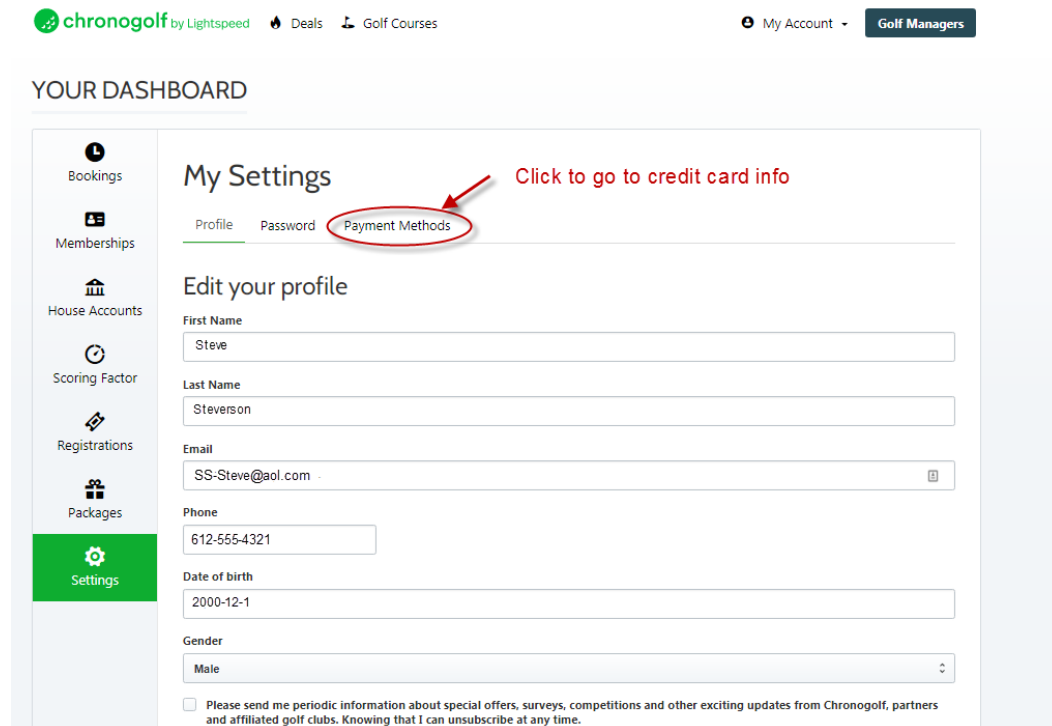 chronogolf by Lightspeed Deals Golf Courses My Account Golf Managers
YOUR DASHBOARD
Bookings
Memberships
House Accounts
Scoring Factor
Registrations
Packages
Settings
My Settings
Click to go to credit card info
Profile Password Payment Methods
Edit your profile
First Name
Steve
Last Name
Steverson
Email
SS-Steve@aol.com
Phone
612-555-4321
Date of birth
2000-12-1
Gender
Male
Please send me periodic information about special offers, surveys, competitions and other exciting updates from Chronogolf, partners
and affiliated golf clubs. Knowing that I can unsubscribe at any time.